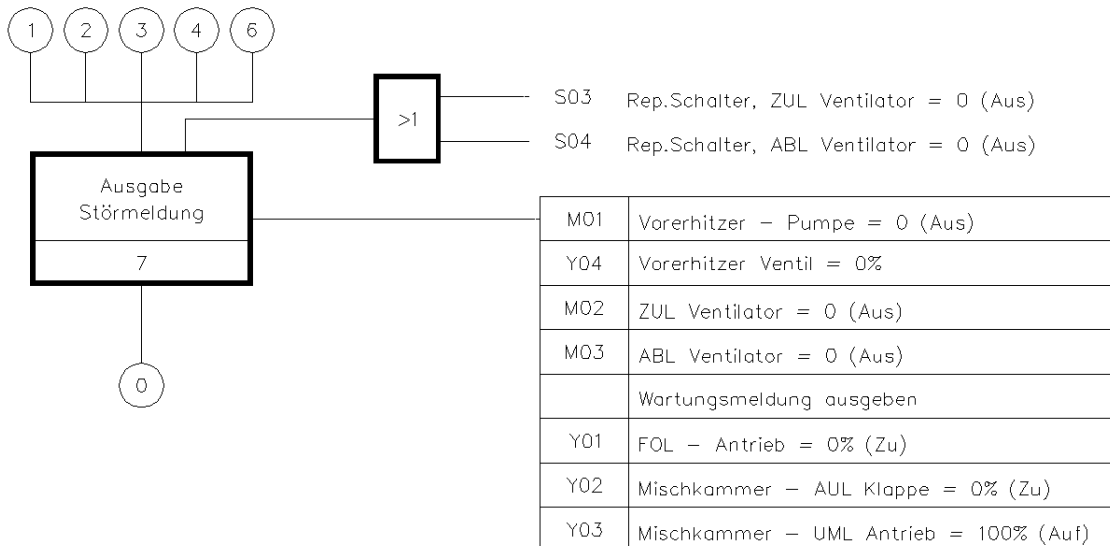 1 2 3 4 6
>1
S03 Rep.Schalter, ZUL Ventilator = 0 (Aus)
S04 Rep.Schalter, ABL Ventilator = 0 (Aus)
Ausgabe
Störmeldung
7
0
M01 Vorerhitzer – Pumpe = 0 (Aus)
Y04 Vorerhitzer Ventil = 0%
M02 ZUL Ventilator = 0 (Aus)
M03 ABL Ventilator = 0 (Aus)
Wartungsmeldung ausgeben
Y01 FOL – Antrieb = 0% (Zu)
Y02 Mischkammer – AUL Klappe = 0% (Zu)
Y03 Mischkammer – UML Antrieb = 100% (Auf)